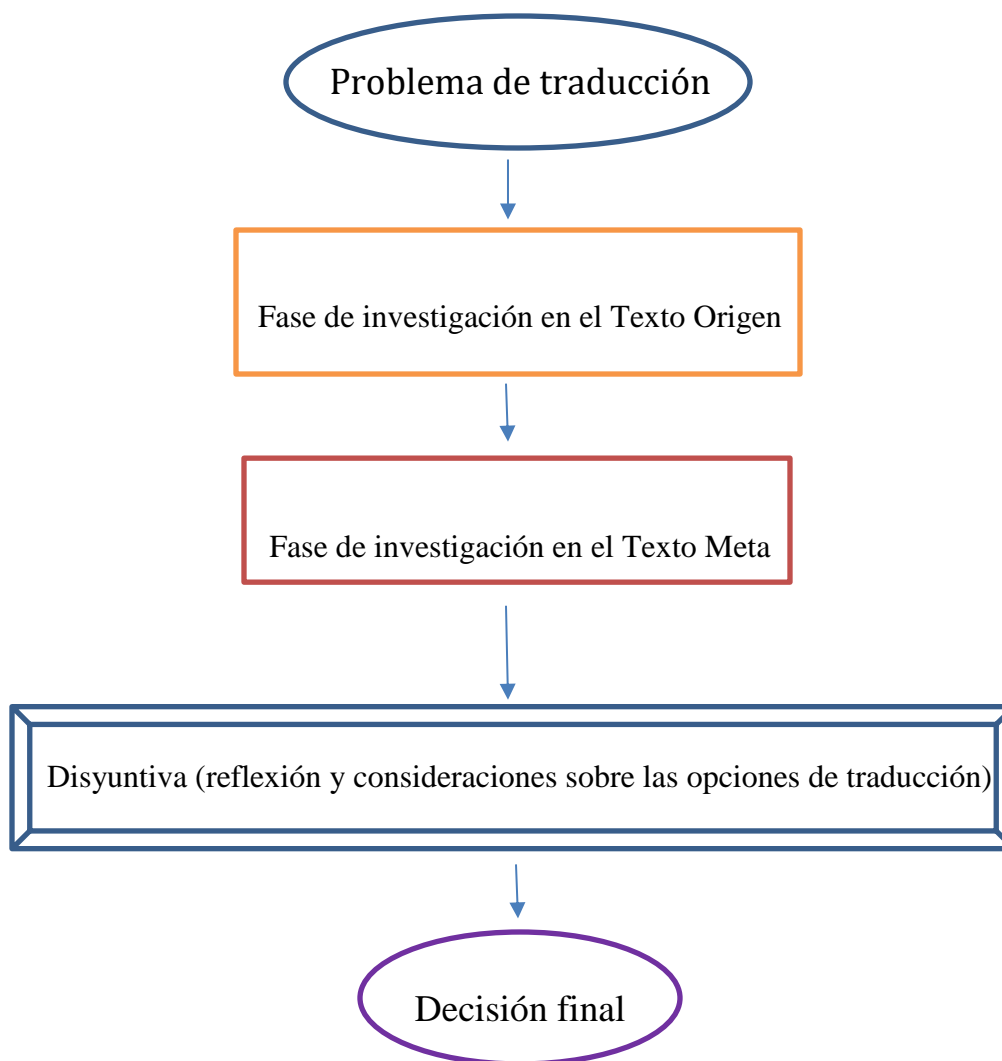 Problema de traducción
Fase de investigación en el Texto Origen
Fase de investigación en el Texto Meta
Disyuntiva (reflexión y consideraciones sobre las opciones de traducción)
Decisión final